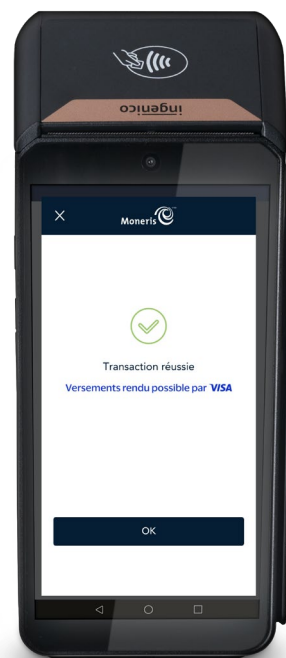 ingenico
Moneris
Transaction réussie
Versements rendu possible par VISA
OK